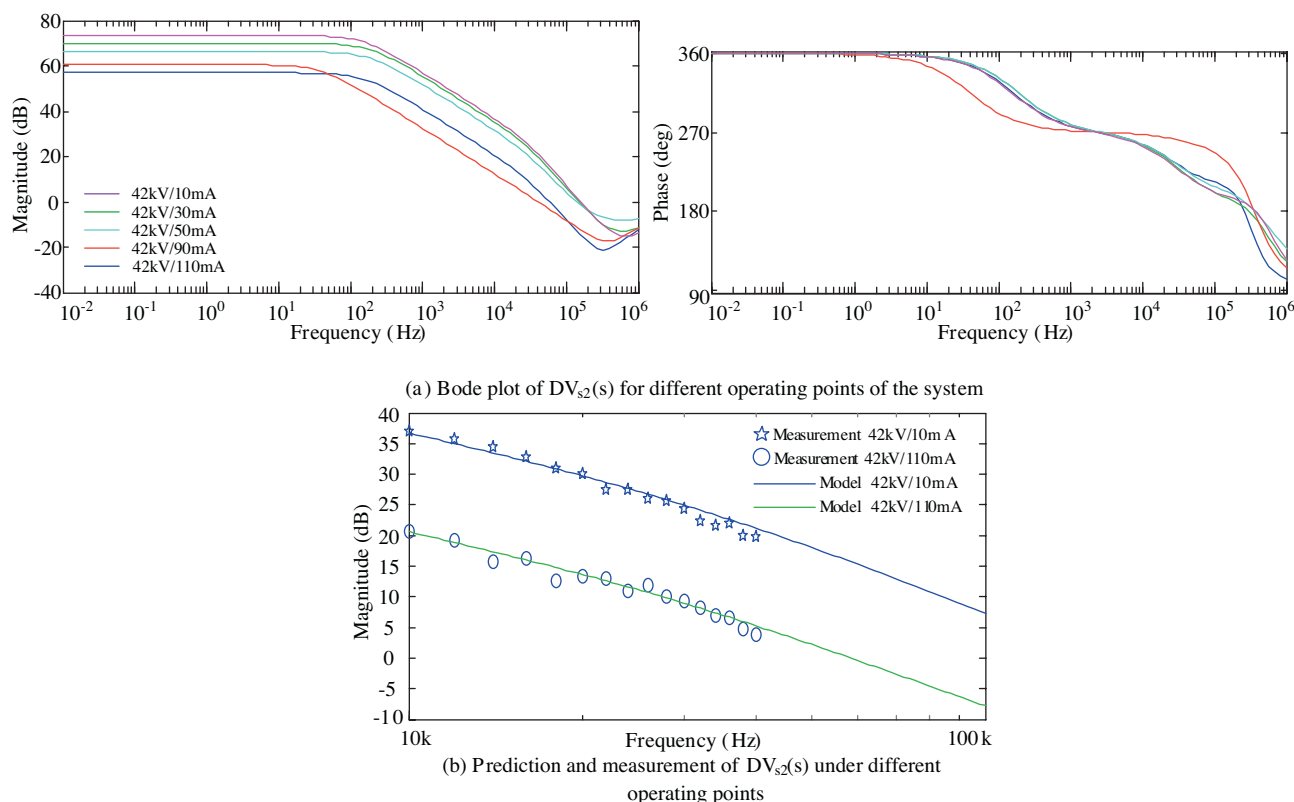 80
60
40
20
0
-20
-40
Magnitude (dB)
42kV/10mA
42kV/30mA
42kV/50mA
42kV/90mA
42kV/110mA
10-2 10-1 100 101 102 103 104 105 106
Frequency (Hz)
360
270
180
90
Phase (deg)
10-2 10-1 100 101 102 103 104 105 106
Frequency (Hz)
(a) Bode plot of DVs2(s) for different operating points of the system
40
35
30
25
20
15
10
5
0
-5
-10
Magnitude (dB)
Measurement 42kV/10mA
Measurement 42kV/110mA
Model 42kV/10mA
Model 42kV/110mA
10k 100k
Frequency (Hz)
(b) Prediction and measurement of DVs2(s) under different
operating points